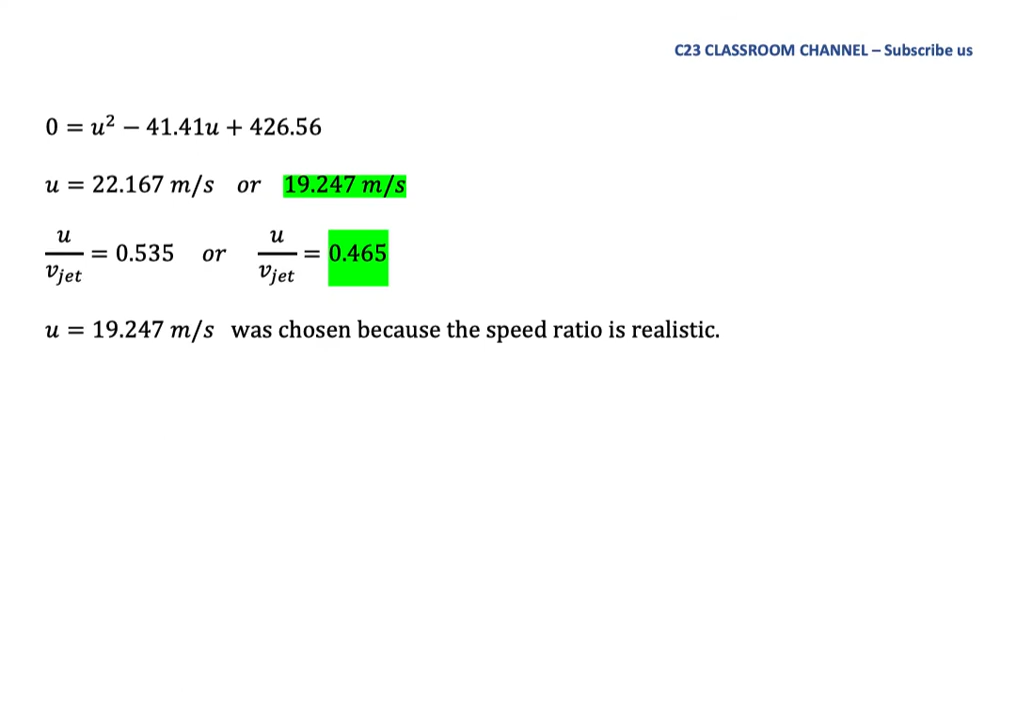 C23 CLASSROOM CHANNEL – Subscribe us
0 = u² − 41.41u + 426.56
u = 22.167 m/s or 19.247 m/s
u/v_jet = 0.535 or u/v_jet = 0.465
u = 19.247 m/s was chosen because the speed ratio is realistic.